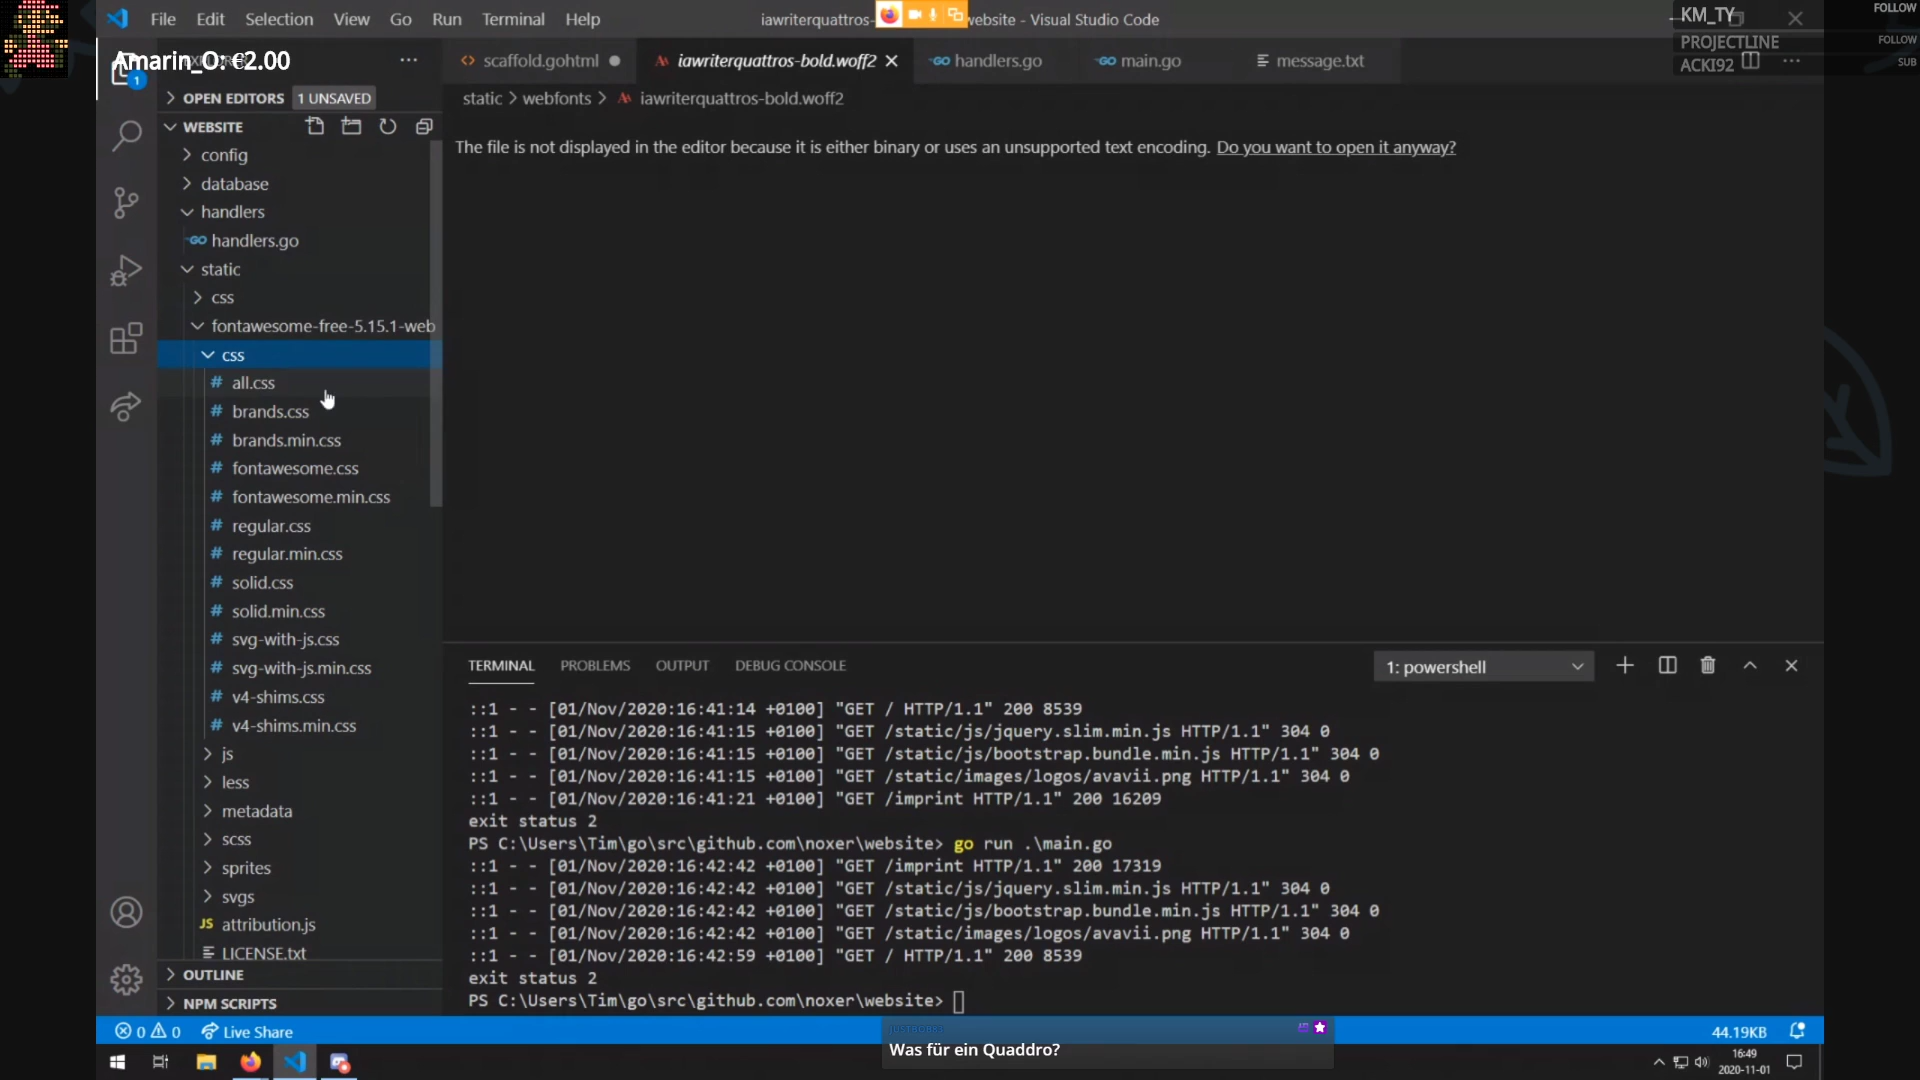 File Edit Selection View Go Run Terminal Help
iawriterquattros-
website - Visual Studio Code
KM_TY
FOLLOW
PROJECTLINE
FOLLOW
ACKI92
SUB
Amarin_O: €2.00
1
scaffold.gohtml
iawriterquattros-bold.woff2
handlers.go
main.go
message.txt
OPEN EDITORS 1 UNSAVED
static > webfonts > iawriterquattros-bold.woff2
WEBSITE
The file is not displayed in the editor because it is either binary or uses an unsupported text encoding. Do you want to open it anyway?
config
database
handlers
handlers.go
static
css
fontawesome-free-5.15.1-web
css
all.css
brands.css
brands.min.css
fontawesome.css
fontawesome.min.css
regular.css
regular.min.css
solid.css
solid.min.css
svg-with-js.css
svg-with-js.min.css
v4-shims.css
v4-shims.min.css
js
less
metadata
scss
sprites
svgs
JS attribution.js
LICENSE.txt
OUTLINE
NPM SCRIPTS
TERMINAL PROBLEMS OUTPUT DEBUG CONSOLE
1: powershell
::1 - - [01/Nov/2020:16:41:14 +0100] "GET / HTTP/1.1" 200 8539
::1 - - [01/Nov/2020:16:41:15 +0100] "GET /static/js/jquery.slim.min.js HTTP/1.1" 304 0
::1 - - [01/Nov/2020:16:41:15 +0100] "GET /static/js/bootstrap.bundle.min.js HTTP/1.1" 304 0
::1 - - [01/Nov/2020:16:41:15 +0100] "GET /static/images/logos/avavii.png HTTP/1.1" 304 0
::1 - - [01/Nov/2020:16:41:21 +0100] "GET /imprint HTTP/1.1" 200 16209
exit status 2
PS C:\Users\Tim\go\src\github.com\noxer\website> go run .\main.go
::1 - - [01/Nov/2020:16:42:42 +0100] "GET /imprint HTTP/1.1" 200 17319
::1 - - [01/Nov/2020:16:42:42 +0100] "GET /static/js/jquery.slim.min.js HTTP/1.1" 304 0
::1 - - [01/Nov/2020:16:42:42 +0100] "GET /static/js/bootstrap.bundle.min.js HTTP/1.1" 304 0
::1 - - [01/Nov/2020:16:42:42 +0100] "GET /static/images/logos/avavii.png HTTP/1.1" 304 0
::1 - - [01/Nov/2020:16:42:59 +0100] "GET / HTTP/1.1" 200 8539
exit status 2
PS C:\Users\Tim\go\src\github.com\noxer\website>
0 0 Live Share
44.19KB
Was für ein Quaddro?
16:49
2020-11-01